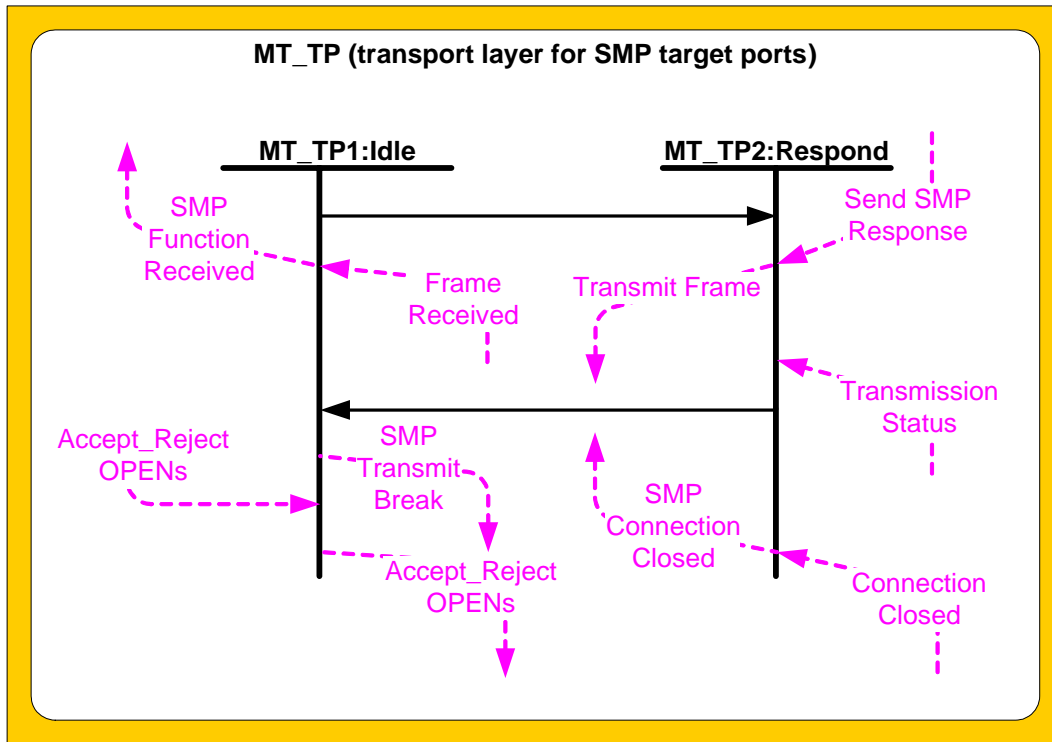 MT_TP (transport layer for SMP target ports)
MT_TP1:Idle
MT_TP2:Respond
SMP
Function
Received
Frame
Received
Send SMP
Response
Transmit Frame
Transmission
Status
Accept_Reject
OPENs
SMP
Transmit
Break
SMP
Connection
Closed
Accept_Reject
OPENs
Connection
Closed